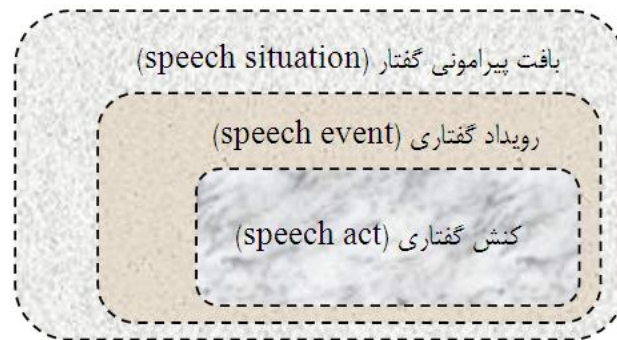 بافت پیرامونی گفتار (speech situation)
رویداد گفتاری (speech event)
کنش گفتاری (speech act)